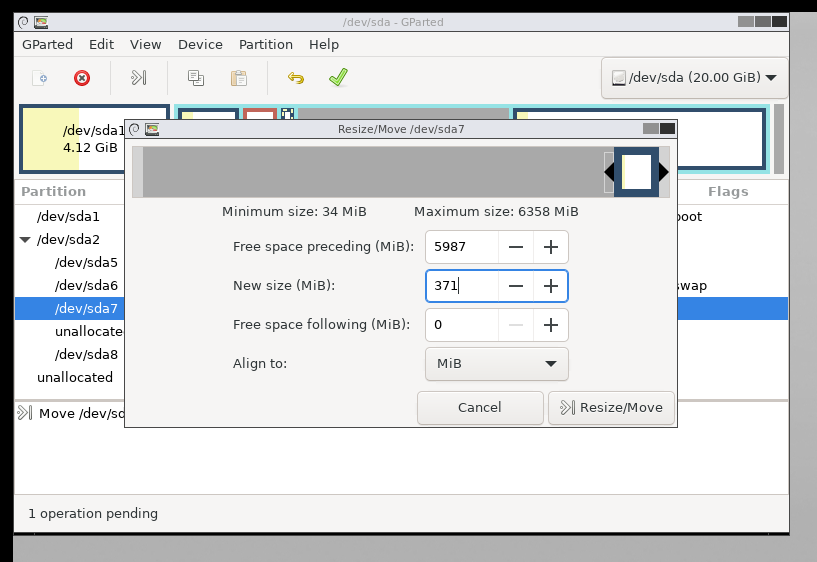 /dev/sda - GParted
GParted Edit View Device Partition Help
/dev/sda (20.00 GiB)
/dev/sda1
4.12 GiB
Resize/Move /dev/sda7
Minimum size: 34 MiB Maximum size: 6358 MiB
Free space preceding (MiB): 5987
New size (MiB): 371
Free space following (MiB): 0
Align to: MiB
Cancel Resize/Move
Partition Flags
/dev/sda1 boot
/dev/sda2
/dev/sda5
/dev/sda6 swap
/dev/sda7
unallocate
/dev/sda8
unallocated
Move /dev/sd
1 operation pending